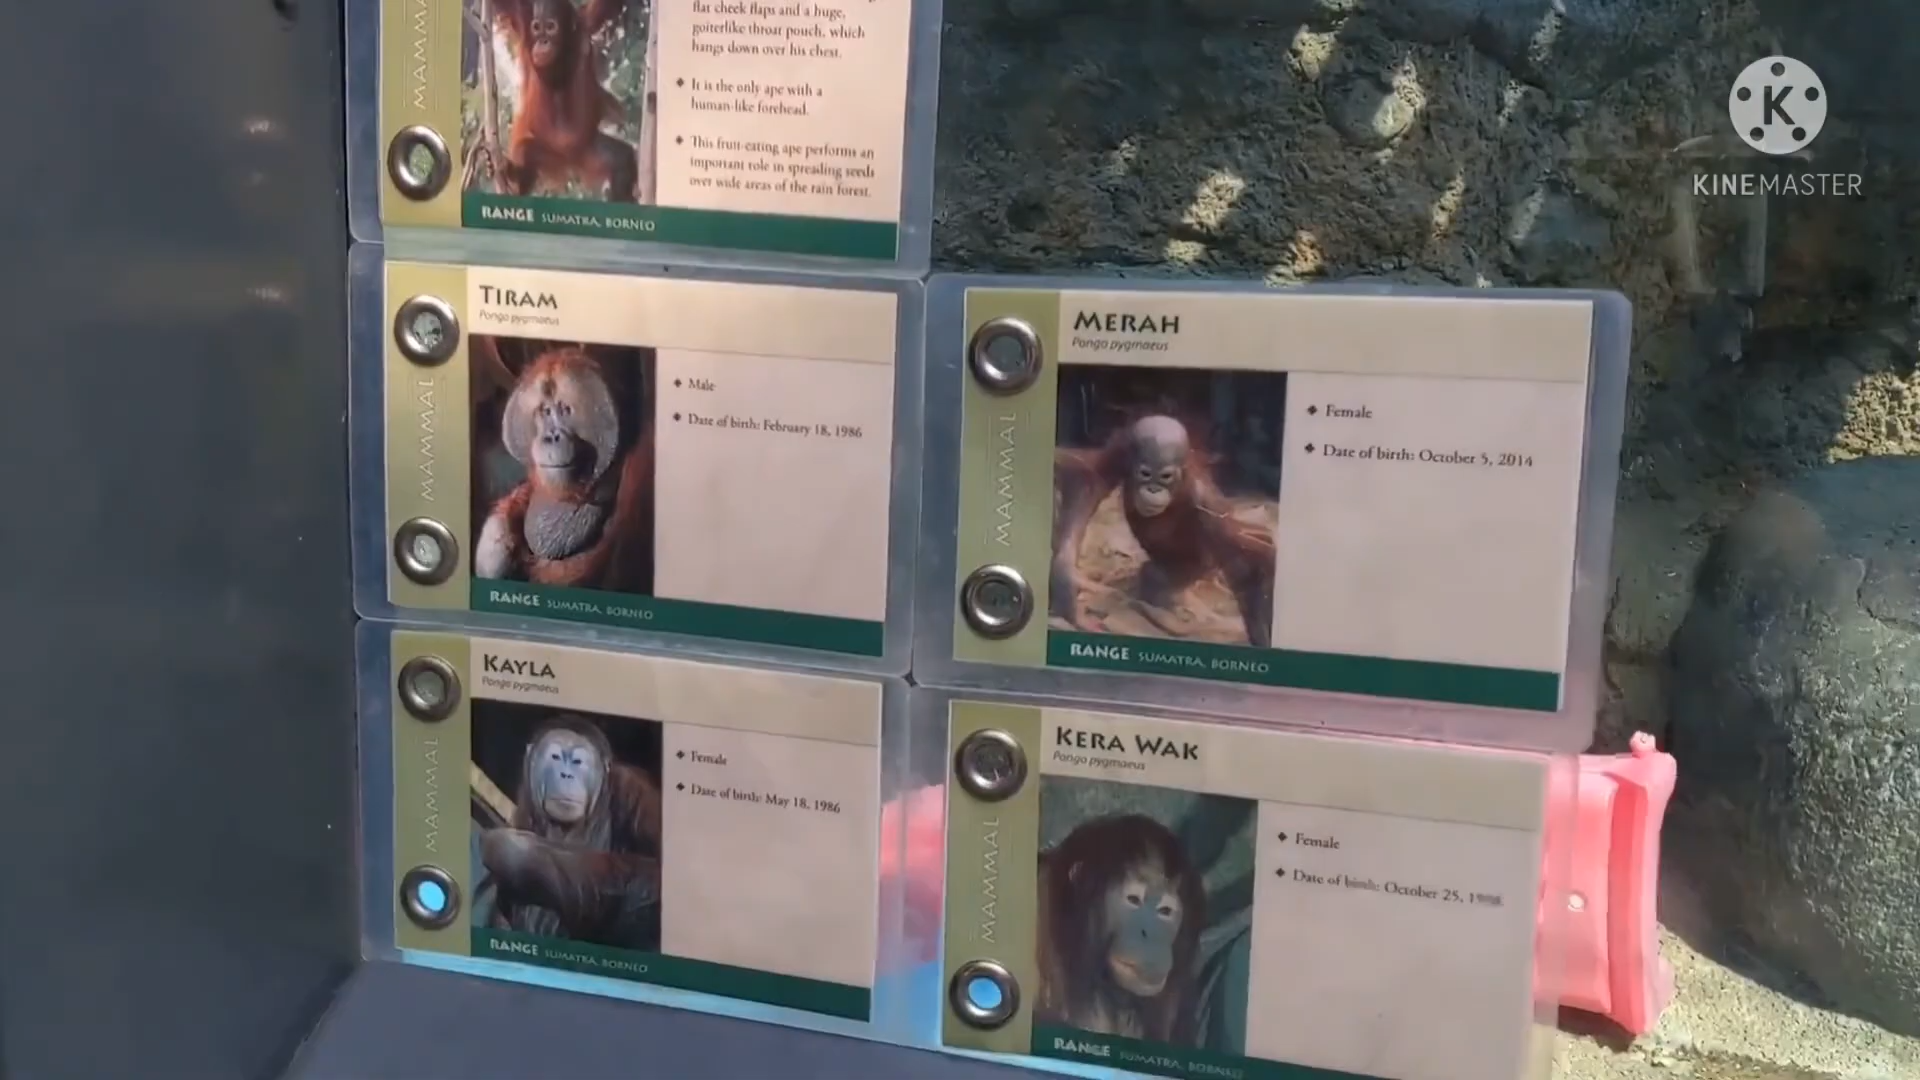 MAMMAL
flat cheek flaps and a huge,
goiterlike throat pouch, which
hangs down over his chest.
◆ It is the only ape with a
human-like forehead.
◆ This fruit-eating ape performs an
important role in spreading seeds
over wide areas of the rain forest.
RANGE SUMATRA, BORNEO
TIRAM
Pongo pygmaeus
MAMMAL
◆ Male
◆ Date of birth: February 18, 1986
RANGE SUMATRA, BORNEO
MERAH
Pongo pygmaeus
MAMMAL
◆ Female
◆ Date of birth: October 5, 2014
RANGE SUMATRA, BORNEO
KAYLA
Pongo pygmaeus
MAMMAL
◆ Female
◆ Date of birth: May 18, 1986
RANGE SUMATRA, BORNEO
KERA WAK
Pongo pygmaeus
MAMMAL
◆ Female
◆ Date of birth: October 25,
RANGE SUMATRA, BORNEO
K
KINEMASTER